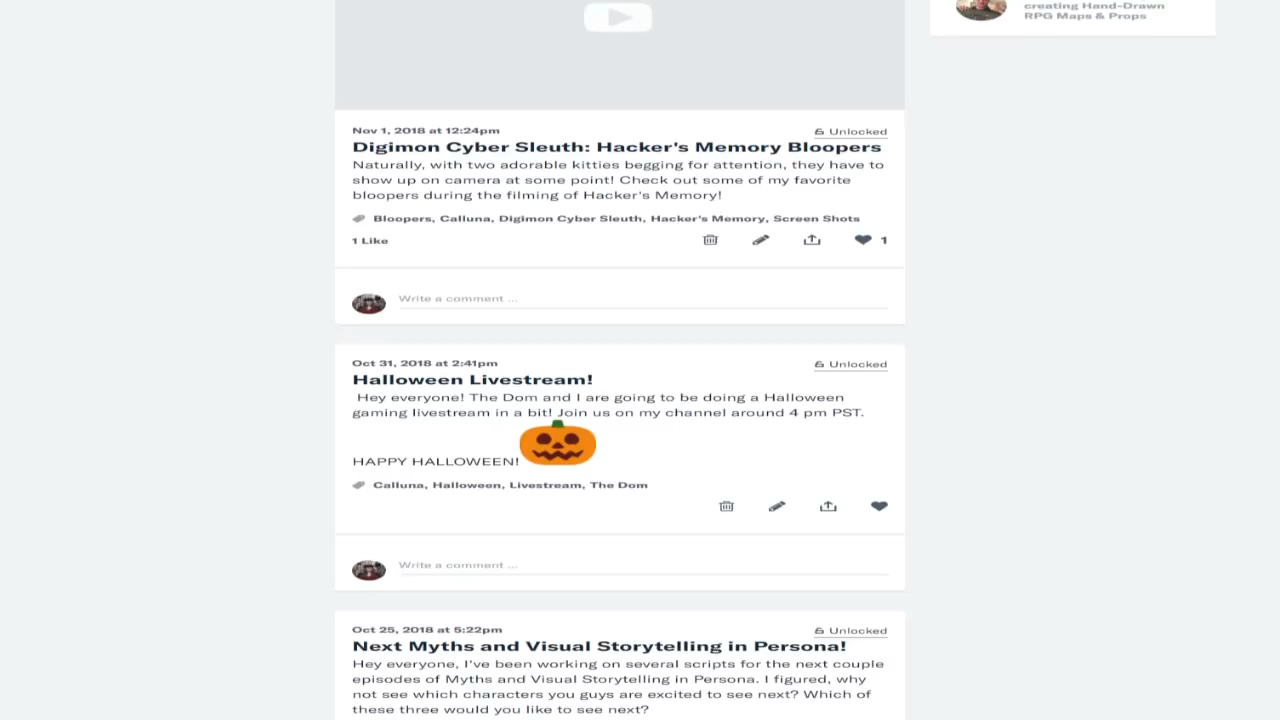 creating Hand-Drawn
RPG Maps & Props
Nov 1, 2018 at 12:24pm
Unlocked
Digimon Cyber Sleuth: Hacker's Memory Bloopers
Naturally, with two adorable kitties begging for attention, they have to
show up on camera at some point! Check out some of my favorite
bloopers during the filming of Hacker's Memory!
Bloopers, Calluna, Digimon Cyber Sleuth, Hacker's Memory, Screen Shots
1 Like
1
Write a comment ...
Oct 31, 2018 at 2:41pm
Unlocked
Halloween Livestream!
Hey everyone! The Dom and I are going to be doing a Halloween
gaming livestream in a bit! Join us on my channel around 4 pm PST.
HAPPY HALLOWEEN!
Calluna, Halloween, Livestream, The Dom
Write a comment ...
Oct 25, 2018 at 5:22pm
Unlocked
Next Myths and Visual Storytelling in Persona!
Hey everyone, I've been working on several scripts for the next couple
episodes of Myths and Visual Storytelling in Persona. I figured, why
not see which characters you guys are excited to see next? Which of
these three would you like to see next?